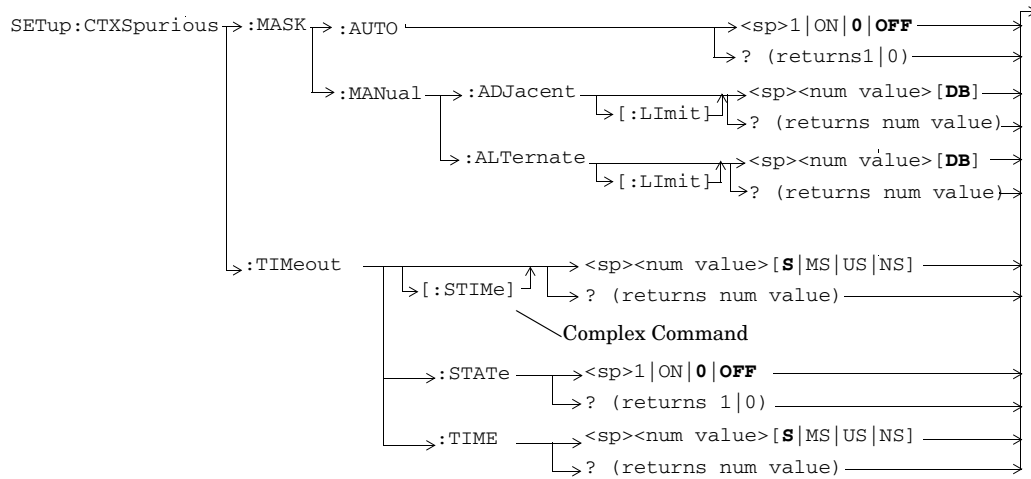 SETup:CTXSpurious :MASK :AUTO <sp>1|ON|0|OFF
? (returns1|0)
:MANual :ADJacent <sp><num value>[DB]
[:LImit] ? (returns num value)
:ALTernate <sp><num value>[DB]
[:LImit] ? (returns num value)
:TIMeout <sp><num value>[S|MS|US|NS]
[:STIMe] ? (returns num value)
Complex Command
:STATe <sp>1|ON|0|OFF
? (returns 1|0)
:TIME <sp><num value>[S|MS|US|NS]
? (returns num value)